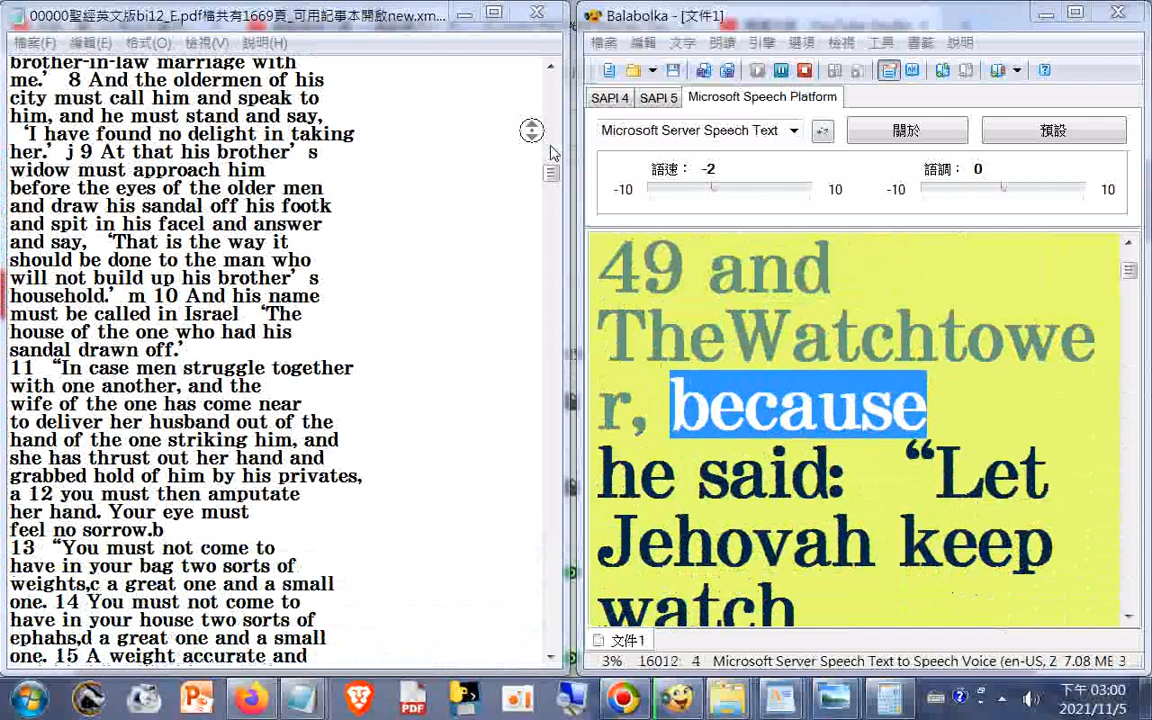 00000聖經英文版bi12_E.pdf檔共有1669頁_可用記事本開啟new.xm...
檔案(F) 編輯(E) 格式(O) 檢視(V) 說明(H)
brother-in-law marriage with
me.’ 8 And the oldermen of his
city must call him and speak to
him, and he must stand and say,
‘I have found no delight in taking
her.’ j 9 At that his brother’s
widow must approach him
before the eyes of the older men
and draw his sandal off his footk
and spit in his facel and answer
and say, ‘That is the way it
should be done to the man who
will not build up his brother’s
household.’ m 10 And his name
must be called in Israel ‘The
house of the one who had his
sandal drawn off.’
11 “In case men struggle together
with one another, and the
wife of the one has come near
to deliver her husband out of the
hand of the one striking him, and
she has thrust out her hand and
grabbed hold of him by his privates,
a 12 you must then amputate
her hand. Your eye must
feel no sorrow.b
13 “You must not come to
have in your bag two sorts of
weights,c a great one and a small
one. 14 You must not come to
have in your house two sorts of
ephahs,d a great one and a small
one. 15 A weight accurate and
Balabolka - [文件1]
檔案 編輯 文字 朗讀 引擎 選項 檢視 工具 書籤 說明
SAPI 4 SAPI 5 Microsoft Speech Platform
Microsoft Server Speech Text 關於 預設
語速： -2 語調： 0
-10 10 -10 10
49 and
TheWatchtowe
r, because
he said: “Let
Jehovah keep
watch
文件1
3% 16012: 4 Microsoft Server Speech Text to Speech Voice (en-US, Z 7.08 MB 3
下午 03:00
2021/11/5